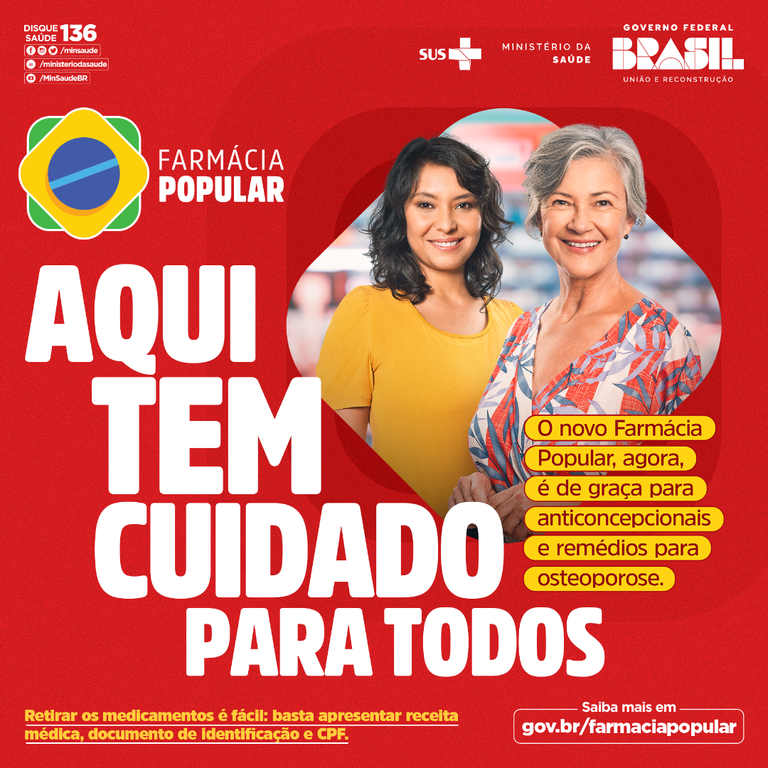 DISQUE
SAÚDE 136
/minsaude
/ministeriodasaude
/MinSaudeBR
SUS
MINISTÉRIO DA
SAÚDE
GOVERNO FEDERAL
BRASIL
UNIÃO E RECONSTRUÇÃO
FARMÁCIA
POPULAR
AQUI
TEM
CUIDADO
PARA TODOS
O novo Farmácia
Popular, agora,
é de graça para
anticoncepcionais
e remédios para
osteoporose.
Retirar os medicamentos é fácil: basta apresentar receita
médica, documento de identificação e CPF.
Saiba mais em
gov.br/farmaciapopular